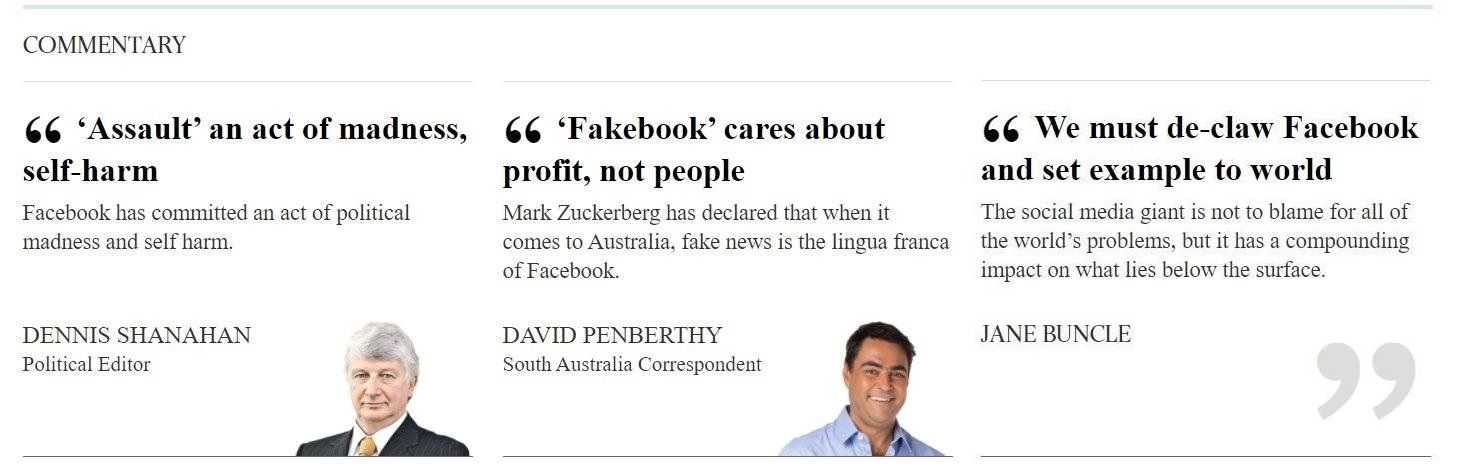 COMMENTARY
“ ‘Assault’ an act of madness,
self-harm
Facebook has committed an act of political
madness and self harm.
DENNIS SHANAHAN
Political Editor
“ ‘Fakebook’ cares about
profit, not people
Mark Zuckerberg has declared that when it
comes to Australia, fake news is the lingua franca
of Facebook.
DAVID PENBERTHY
South Australia Correspondent
“ We must de-claw Facebook
and set example to world
The social media giant is not to blame for all of
the world’s problems, but it has a compounding
impact on what lies below the surface.
JANE BUNCLE
”